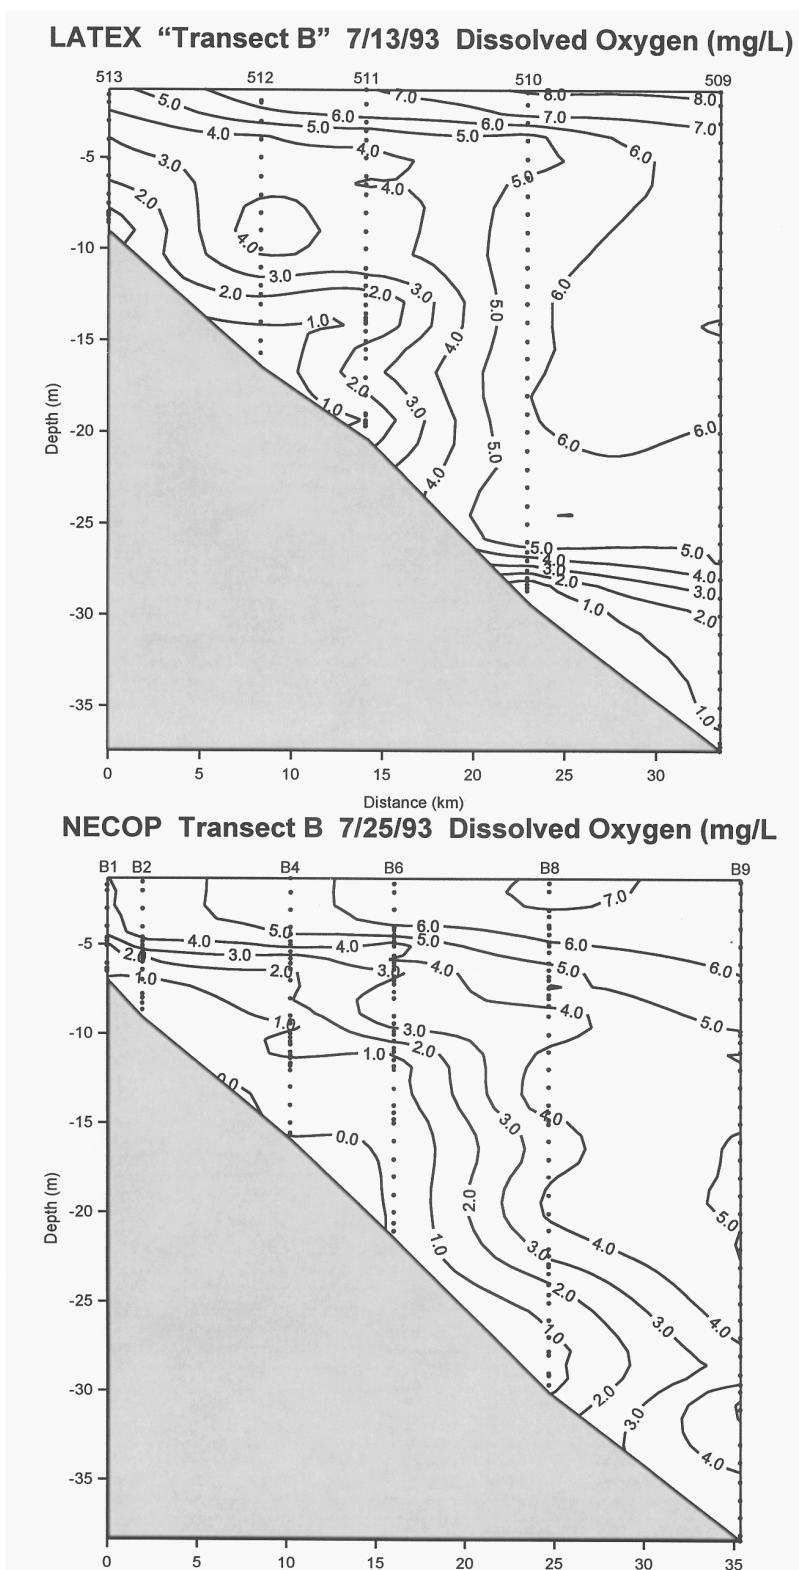 LATEX “Transect B” 7/13/93 Dissolved Oxygen (mg/L)
513 512 511 510 509
5.0 7.0 8.0 8.0
6.0 7.0 7.0
4.0 5.0 6.0 5.0 6.0
3.0 4.0 4.0 5.0
2.0
4.0
3.0 2.0 2.0 3.0 6.0
1.0 5.0 4.0
2.0 3.0
1.0 6.0 6.0
4.0 5.0
5.0 5.0
4.0 4.0
3.0 3.0
2.0 2.0
1.0
1.0
-5
-10
-15
-20
-25
-30
-35
Depth (m)
0 5 10 15 20 25 30
Distance (km)
NECOP Transect B 7/25/93 Dissolved Oxygen (mg/L
B1 B2 B4 B6 B8 B9
7.0
5.0 6.0
4.0 4.0 5.0 6.0
2.0 3.0 3.0 4.0 5.0 6.0
1.0 2.0
4.0 5.0
1.0 3.0
1.0 2.0
0.0 3.0 4.0
0.0
2.0 5.0
1.0 3.0 4.0
2.0
1.0 3.0 4.0
2.0 3.0
4.0
-5
-10
-15
-20
-25
-30
-35
Depth (m)
0 5 10 15 20 25 30 35